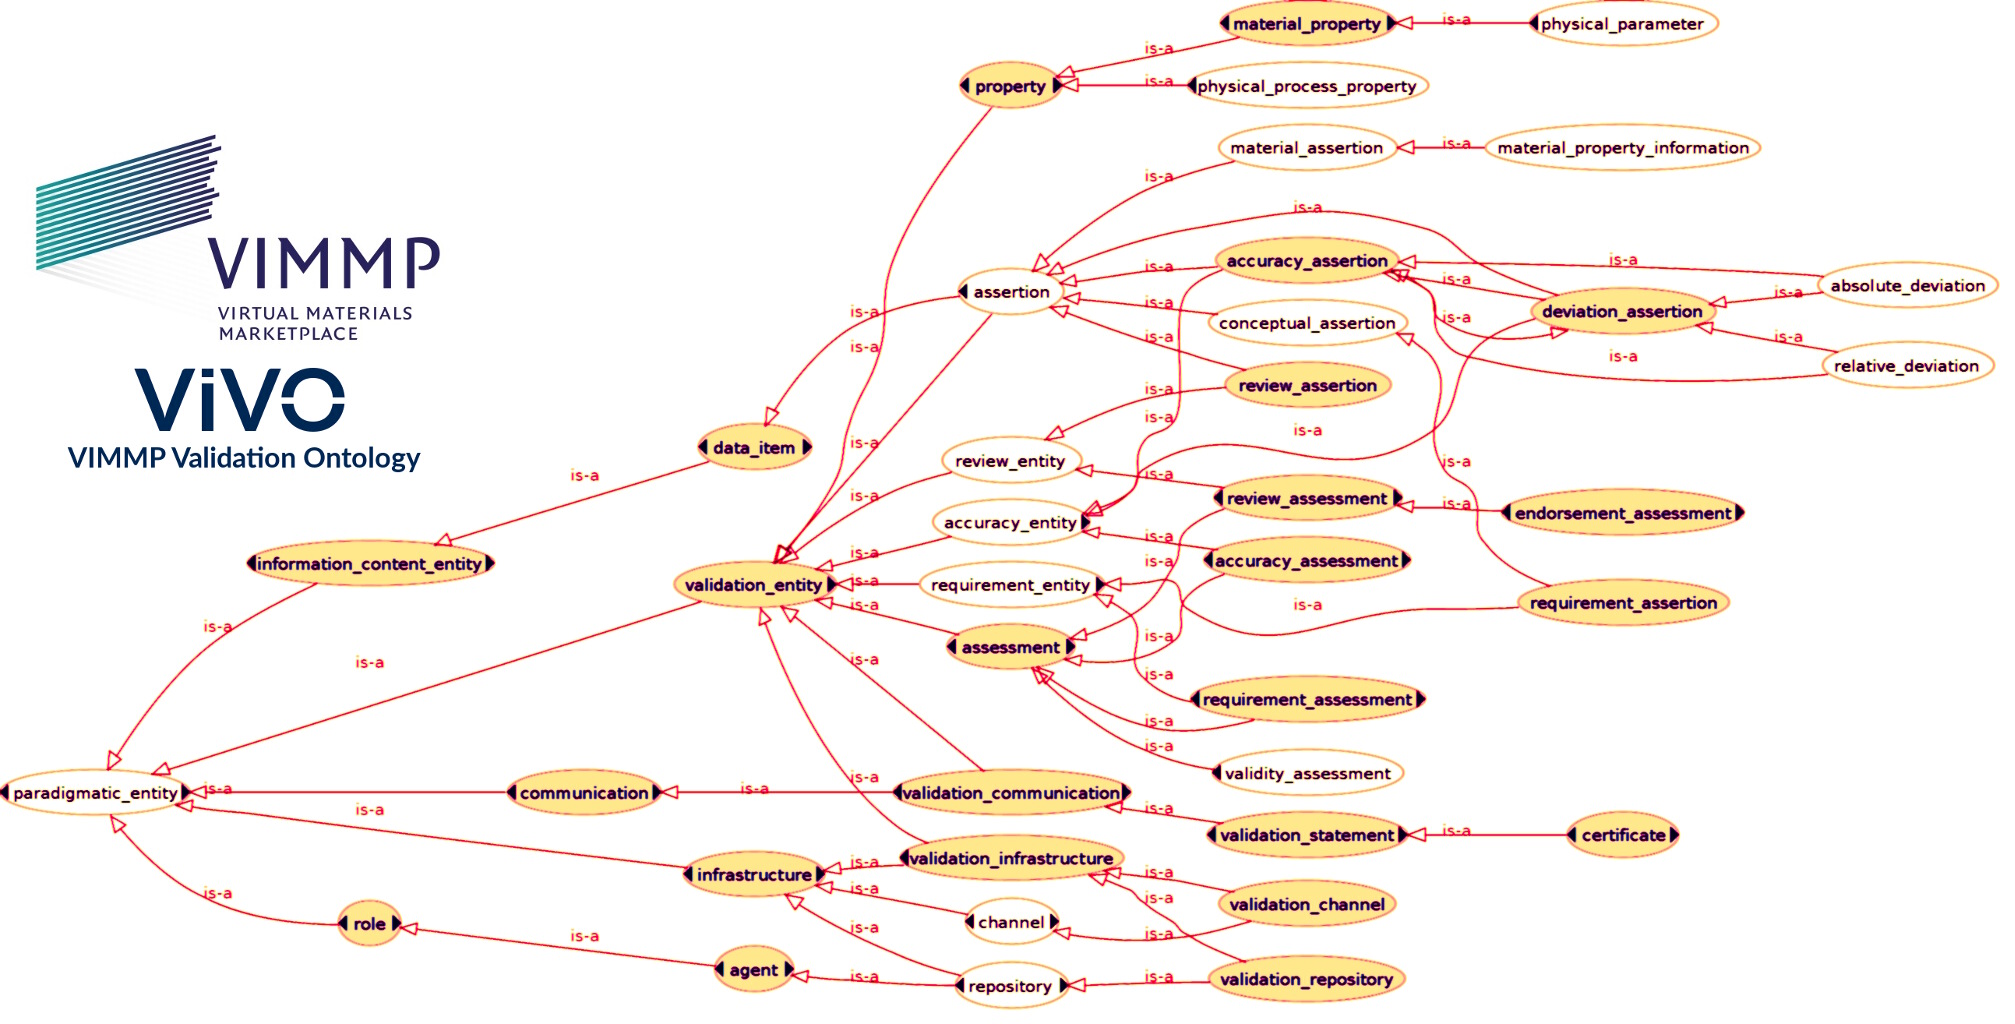 VIMMP
VIRTUAL MATERIALS
MARKETPLACE
ViVO
VIMMP Validation Ontology
material_property
is-a
physical_parameter
is-a
property
is-a
physical_process_property
material_assertion
is-a
material_property_information
is-a
is-a
accuracy_assertion
is-a
is-a
assertion
is-a
is-a
absolute_deviation
is-a
is-a
deviation_assertion
is-a
conceptual_assertion
is-a
is-a
is-a
is-a
is-a
relative_deviation
review_assertion
is-a
is-a
is-a
data_item
is-a
is-a
review_entity
is-a
is-a
is-a
review_assessment
is-a
endorsement_assessment
accuracy_entity
is-a
is-a
information_content_entity
is-a
accuracy_assessment
validation_entity
is-a
requirement_entity
is-a
is-a
requirement_assertion
is-a
is-a
assessment
is-a
is-a
is-a
requirement_assessment
is-a
is-a
validity_assessment
is-a
paradigmatic_entity
is-a
communication
is-a
validation_communication
is-a
is-a
validation_statement
is-a
certificate
validation_infrastructure
is-a
infrastructure
is-a
is-a
is-a
validation_channel
is-a
role
channel
is-a
is-a
is-a
agent
is-a
repository
is-a
validation_repository